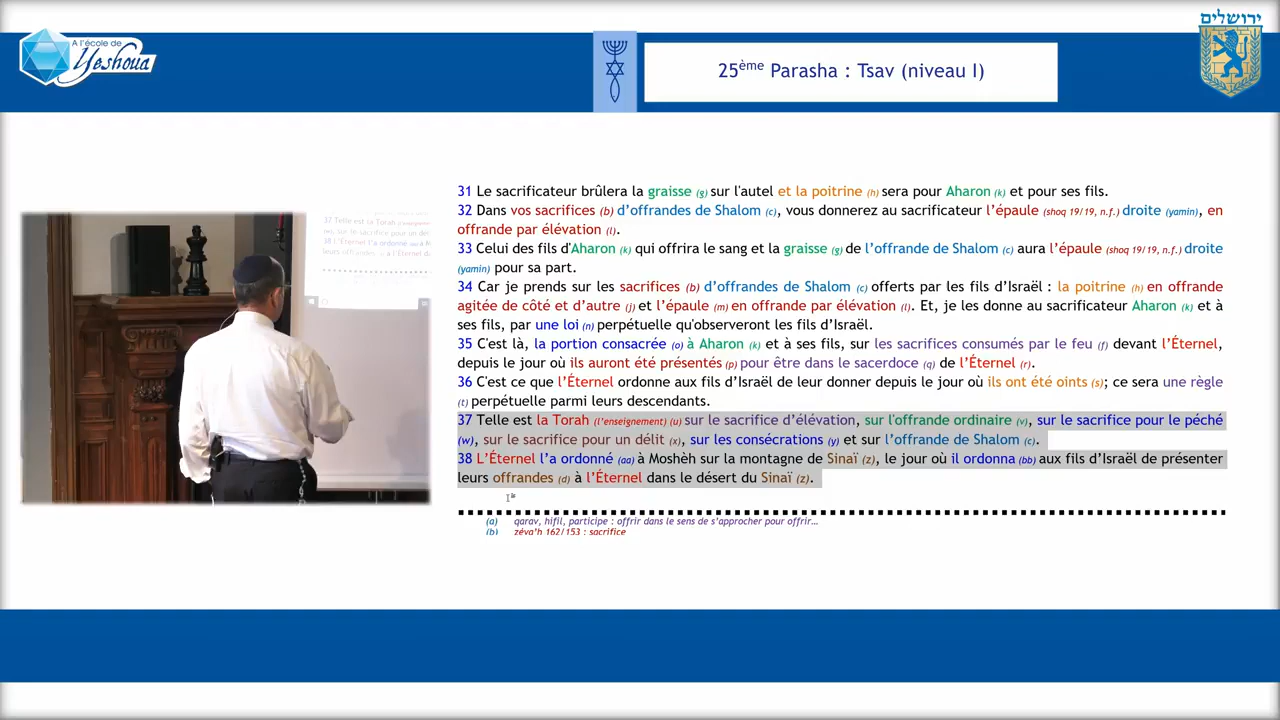 A l'école de
Yeshoua
25ème Parasha : Tsav (niveau I)
ירושלים
31 Le sacrificateur brûlera la graisse (g) sur l'autel et la poitrine (h) sera pour Aharon (k) et pour ses fils.
32 Dans vos sacrifices (b) d’offrandes de Shalom (c), vous donnerez au sacrificateur l’épaule (shoq 19/19, n.f.) droite (yamin), en
offrande par élévation (l).
33 Celui des fils d'Aharon (k) qui offrira le sang et la graisse (g) de l’offrande de Shalom (c) aura l’épaule (shoq 19/19, n.f.) droite
(yamin) pour sa part.
34 Car je prends sur les sacrifices (b) d’offrandes de Shalom (c) offerts par les fils d’Israël : la poitrine (h) en offrande
agitée de côté et d’autre (j) et l’épaule (m) en offrande par élévation (l). Et, je les donne au sacrificateur Aharon (k) et à
ses fils, par une loi (n) perpétuelle qu'observeront les fils d’Israël.
35 C'est là, la portion consacrée (o) à Aharon (k) et à ses fils, sur les sacrifices consumés par le feu (f) devant l’Éternel,
depuis le jour où ils auront été présentés (p) pour être dans le sacerdoce (q) de l’Éternel (r).
36 C'est ce que l’Éternel ordonne aux fils d’Israël de leur donner depuis le jour où ils ont été oints (s); ce sera une règle
(t) perpétuelle parmi leurs descendants.
37 Telle est la Torah (l’enseignement) (u) sur le sacrifice d’élévation, sur l'offrande ordinaire (v), sur le sacrifice pour le péché
(w), sur le sacrifice pour un délit (x), sur les consécrations (y) et sur l’offrande de Shalom (c).
38 L’Éternel l’a ordonné (aa) à Moshèh sur la montagne de Sinaï (z), le jour où il ordonna (bb) aux fils d’Israël de présenter
leurs offrandes (d) à l’Éternel dans le désert du Sinaï (z).
(a) qarav, hifil, participe : offrir dans le sens de s’approcher pour offrir…
(b) zéva’h 162/153 : sacrifice
37 Telle est la Torah
38 L’Éternel l’a ordonné
leurs offrandes (d) à l’Éternel